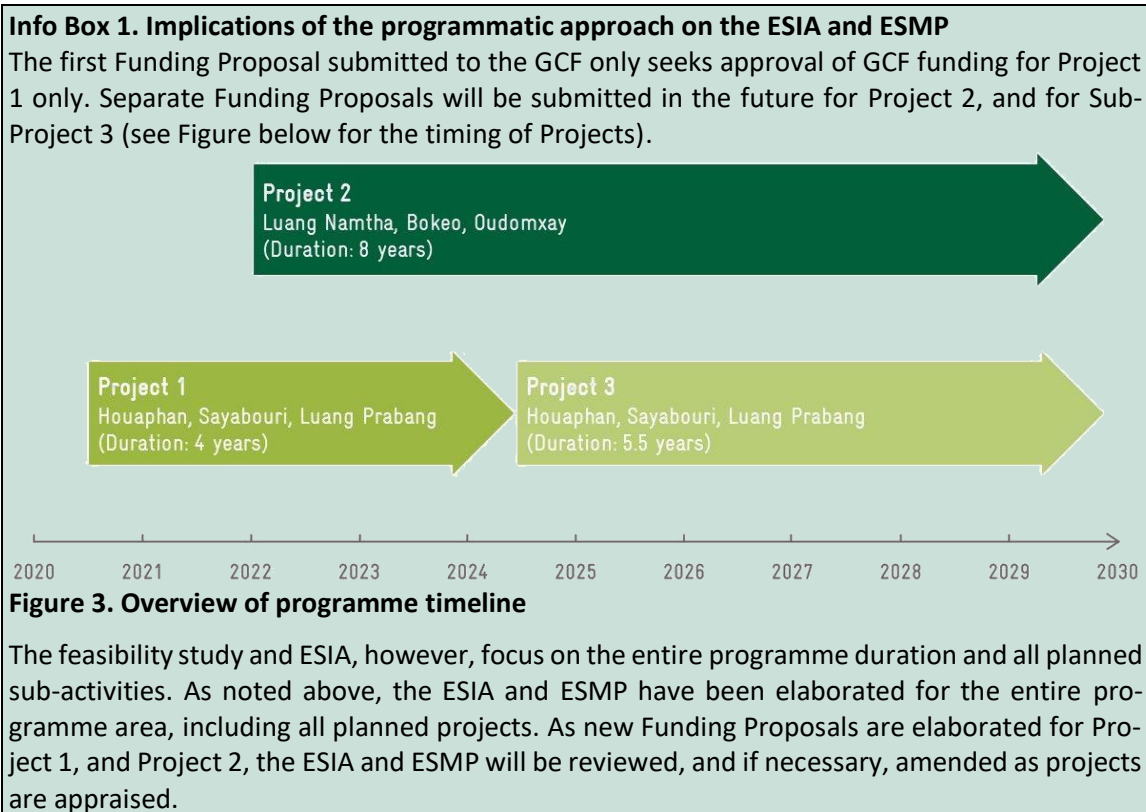 Info Box 1. Implications of the programmatic approach on the ESIA and ESMP
The first Funding Proposal submitted to the GCF only seeks approval of GCF funding for Project
1 only. Separate Funding Proposals will be submitted in the future for Project 2, and for Sub-
Project 3 (see Figure below for the timing of Projects).
Project 2
Luang Namtha, Bokeo, Oudomxay
(Duration: 8 years)
Project 1
Houaphan, Sayabouri, Luang Prabang
(Duration: 4 years)
Project 3
Houaphan, Sayabouri, Luang Prabang
(Duration: 5.5 years)
2020 2021 2022 2023 2024 2025 2026 2027 2028 2029 2030
Figure 3. Overview of programme timeline
The feasibility study and ESIA, however, focus on the entire programme duration and all planned
sub-activities. As noted above, the ESIA and ESMP have been elaborated for the entire pro-
gramme area, including all planned projects. As new Funding Proposals are elaborated for Pro-
ject 1, and Project 2, the ESIA and ESMP will be reviewed, and if necessary, amended as projects
are appraised.